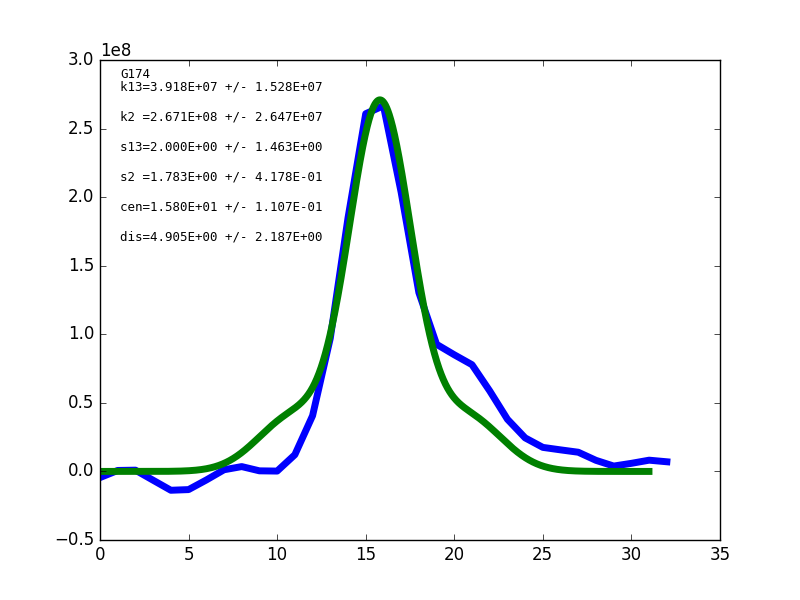 1e8
3.0
2.5
2.0
1.5
1.0
0.5
0.0
−0.5
G174
k13=3.918E+07 +/- 1.528E+07
k2 =2.671E+08 +/- 2.647E+07
s13=2.000E+00 +/- 1.463E+00
s2 =1.783E+00 +/- 4.178E-01
cen=1.580E+01 +/- 1.107E-01
dis=4.905E+00 +/- 2.187E+00
0 5 10 15 20 25 30 35